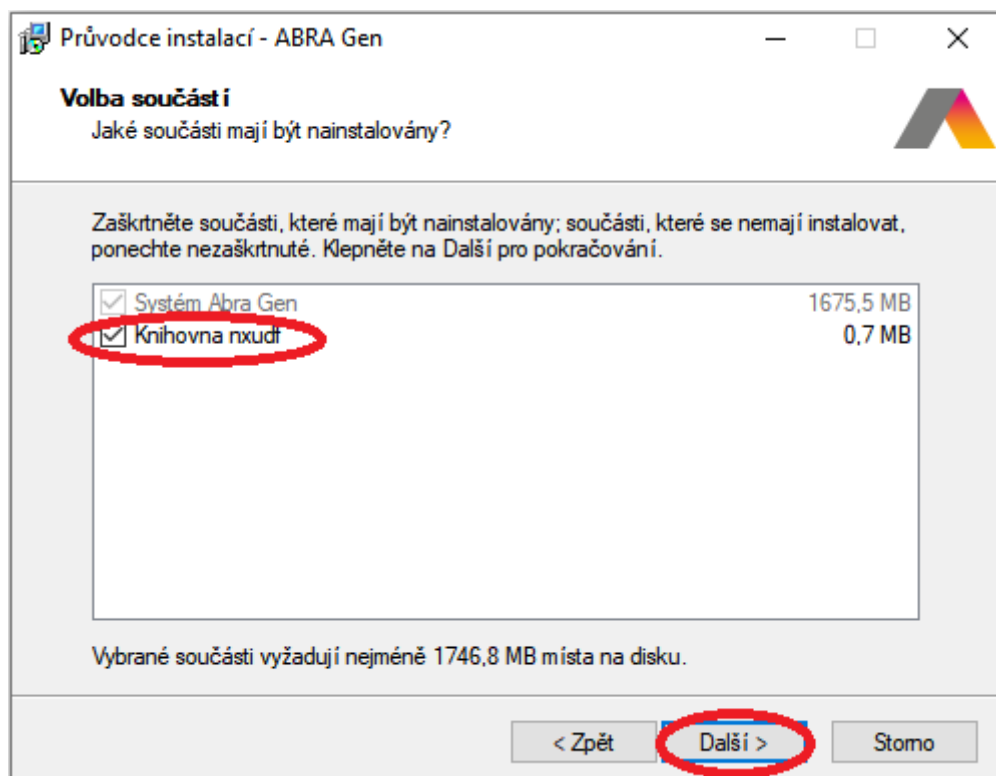 Průvodce instalací - ABRA Gen
Volba součástí
Jaké součásti mají být nainstalovány?
Zaškrtněte součásti, které mají být nainstalovány; součásti, které se nemají instalovat,
ponechte nezaškrtnuté. Klepněte na Další pro pokračování.
Systém Abra Gen 1675,5 MB
Knihovna nxudf 0,7 MB
Vybrané součásti vyžadují nejméně 1746,8 MB místa na disku.
< Zpět Další > Storno